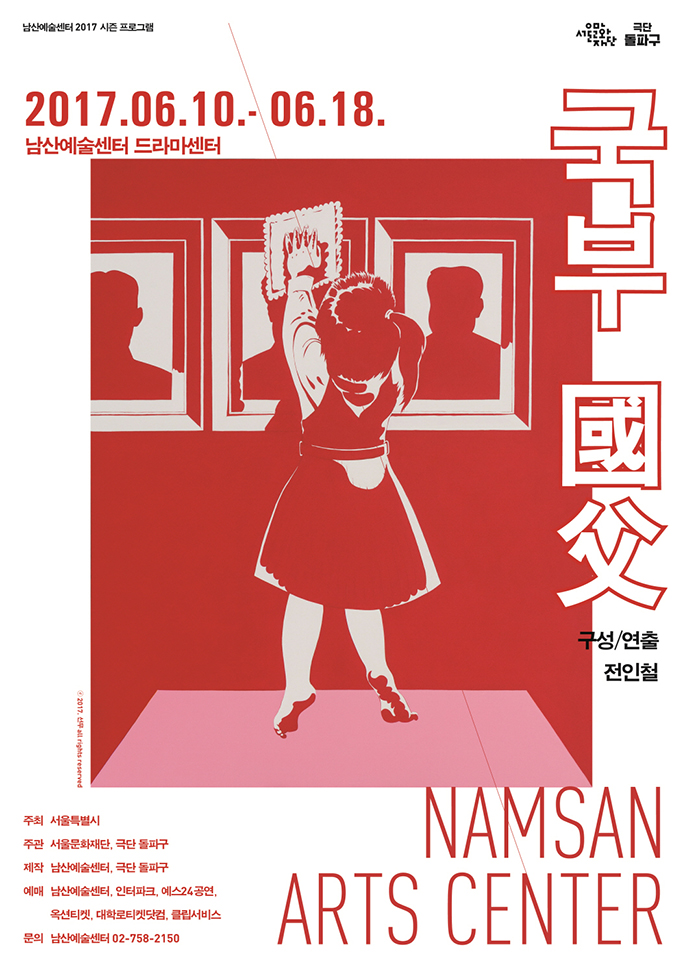 남산예술센터 2017 시즌 프로그램
서울문화재단
극단
돌파구
2017.06.10.- 06.18.
남산예술센터 드라마센터
국부
國父
구성/연출
전인철
ⓒ 2017. 선무 all rights reserved
NAMSAN
ARTS CENTER
주최 서울특별시
주관 서울문화재단, 극단 돌파구
제작 남산예술센터, 극단 돌파구
예매 남산예술센터, 인터파크, 예스24공연,
옥션티켓, 대학로티켓닷컴, 클립서비스
문의 남산예술센터 02-758-2150